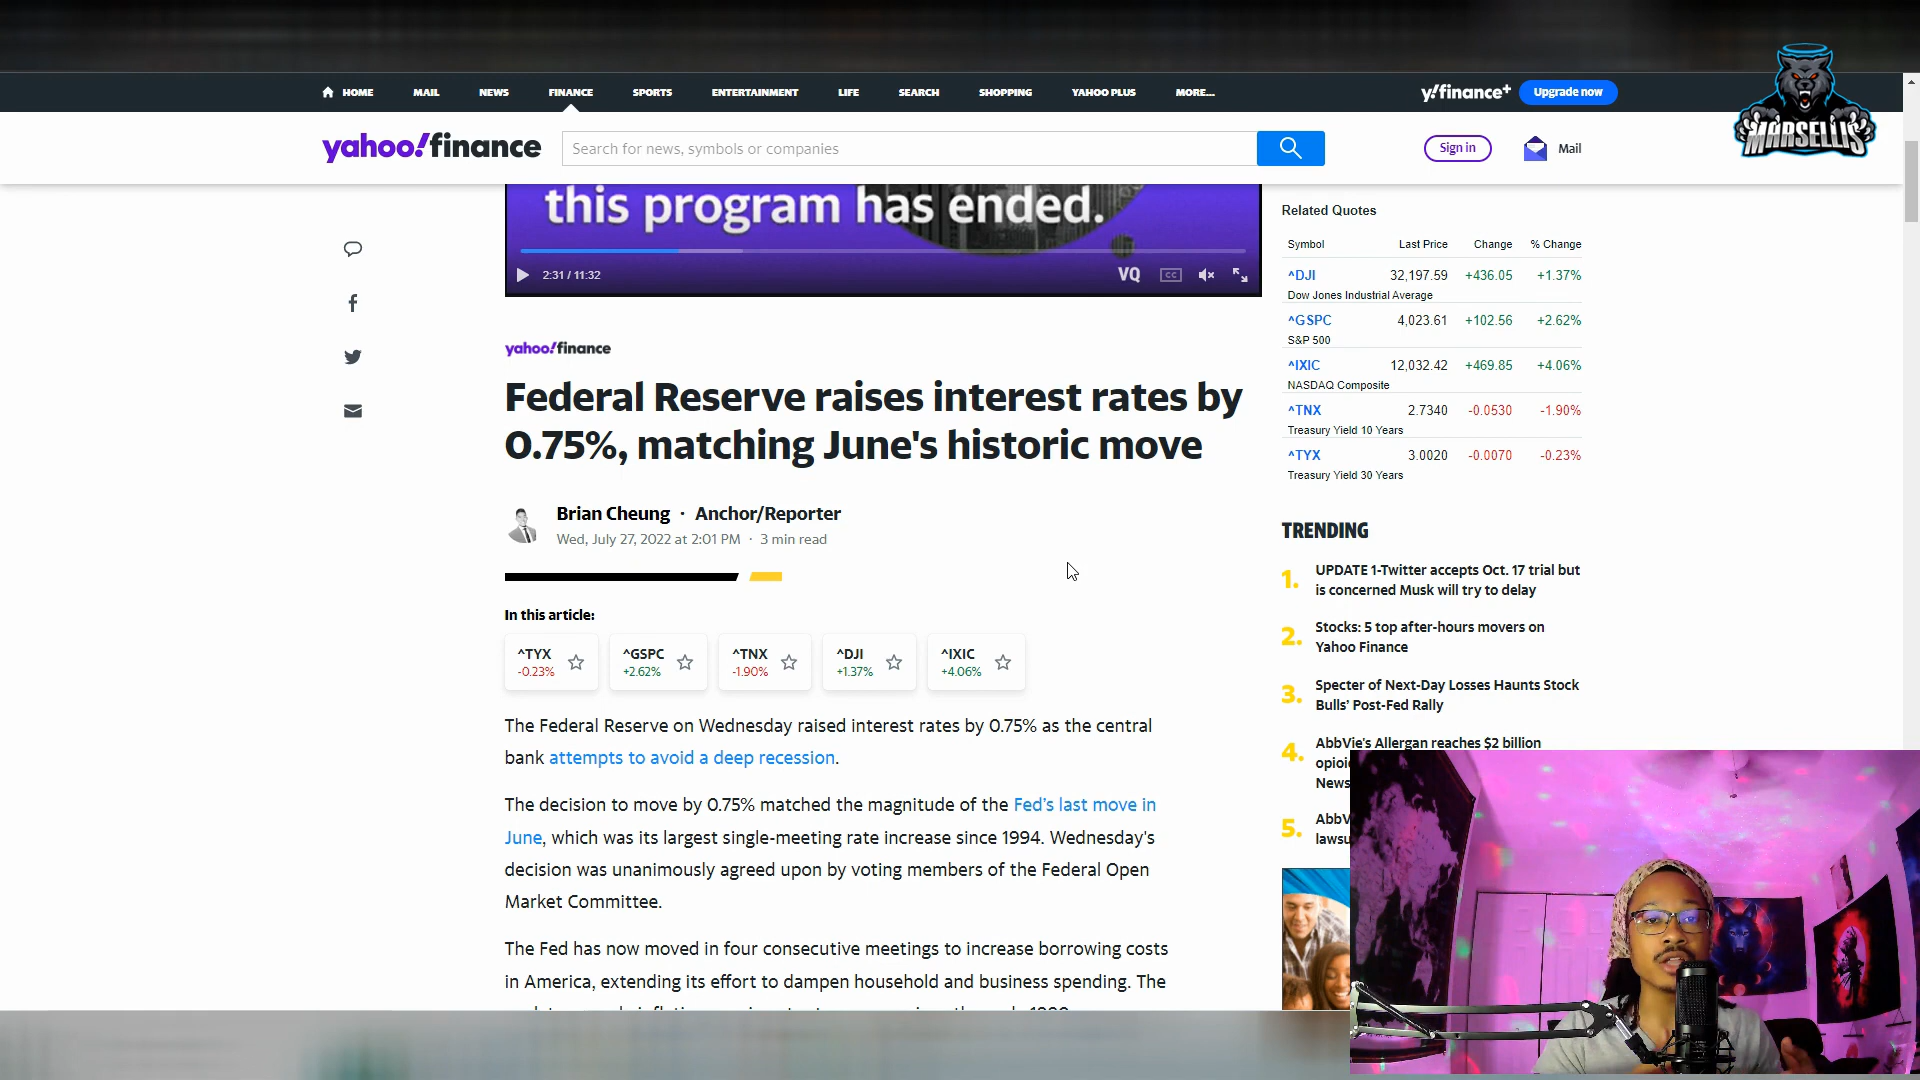 HOME MAIL NEWS FINANCE SPORTS ENTERTAINMENT LIFE SEARCH SHOPPING YAHOO PLUS MORE... y!finance+ Upgrade now
MARSELLIS
yahoo!finance Search for news, symbols or companies Sign in Mail
this program has ended.
2:31 / 11:32 VQ CC
yahoo!finance
Federal Reserve raises interest rates by
0.75%, matching June's historic move
Brian Cheung · Anchor/Reporter
Wed, July 27, 2022 at 2:01 PM · 3 min read
In this article:
^TYX ^GSPC ^TNX ^DJI ^IXIC
-0.23% +2.62% -1.90% +1.37% +4.06%
The Federal Reserve on Wednesday raised interest rates by 0.75% as the central
bank attempts to avoid a deep recession.
The decision to move by 0.75% matched the magnitude of the Fed's last move in
June, which was its largest single-meeting rate increase since 1994. Wednesday's
decision was unanimously agreed upon by voting members of the Federal Open
Market Committee.
The Fed has now moved in four consecutive meetings to increase borrowing costs
in America, extending its effort to dampen household and business spending. The
Related Quotes
Symbol Last Price Change % Change
^DJI 32,197.59 +436.05 +1.37%
Dow Jones Industrial Average
^GSPC 4,023.61 +102.56 +2.62%
S&P 500
^IXIC 12,032.42 +469.85 +4.06%
NASDAQ Composite
^TNX 2.7340 -0.0530 -1.90%
Treasury Yield 10 Years
^TYX 3.0020 -0.0070 -0.23%
Treasury Yield 30 Years
TRENDING
1. UPDATE 1-Twitter accepts Oct. 17 trial but
is concerned Musk will try to delay
2. Stocks: 5 top after-hours movers on
Yahoo Finance
3. Specter of Next-Day Losses Haunts Stock
Bulls' Post-Fed Rally
4. AbbVie's Allergan reaches $2 billion
opioi
News
5. AbbV
lawsu